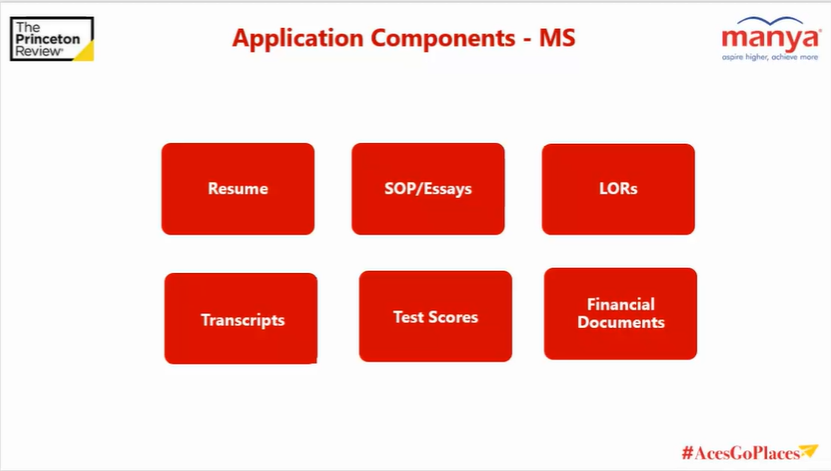 The
Princeton
Review®
Application Components - MS
manya®
aspire higher, achieve more
Resume
SOP/Essays
LORs
Transcripts
Test Scores
Financial
Documents
#AcesGoPlaces